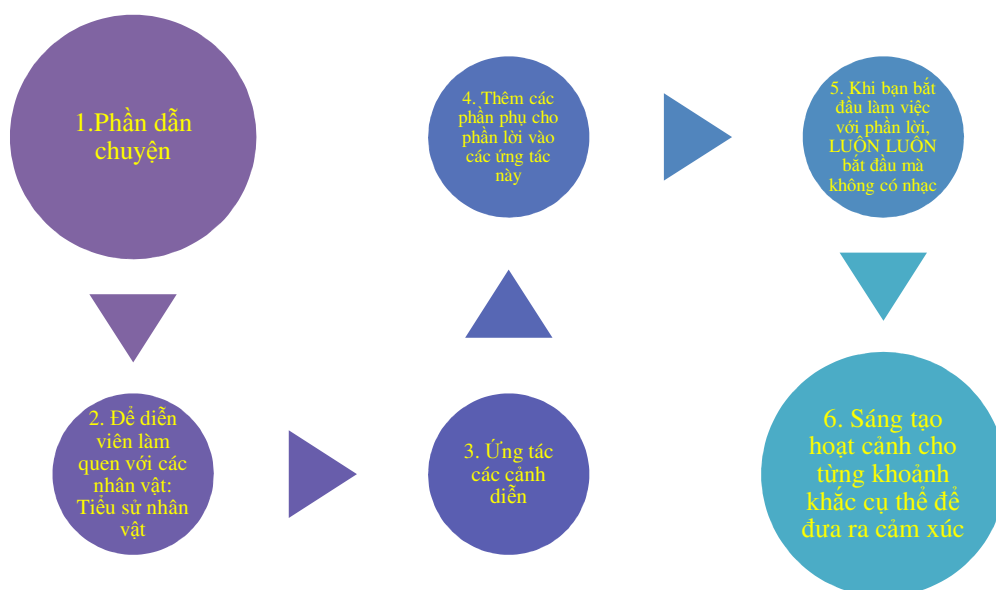 1.Phần dẫn
chuyện
2. Để diễn
viên làm
quen với các
nhân vật:
Tiểu sử nhân
vật
3. Ứng tác
các cảnh
diễn
4. Thêm các
phần phụ cho
phần lời vào
các ứng tác
này
5. Khi bạn bắt
đầu làm việc
với phần lời,
LUÔN LUÔN
bắt đầu mà
không có nhạc
6. Sáng tạo
hoạt cảnh cho
từng khoảnh
khắc cụ thể để
đưa ra cảm xúc